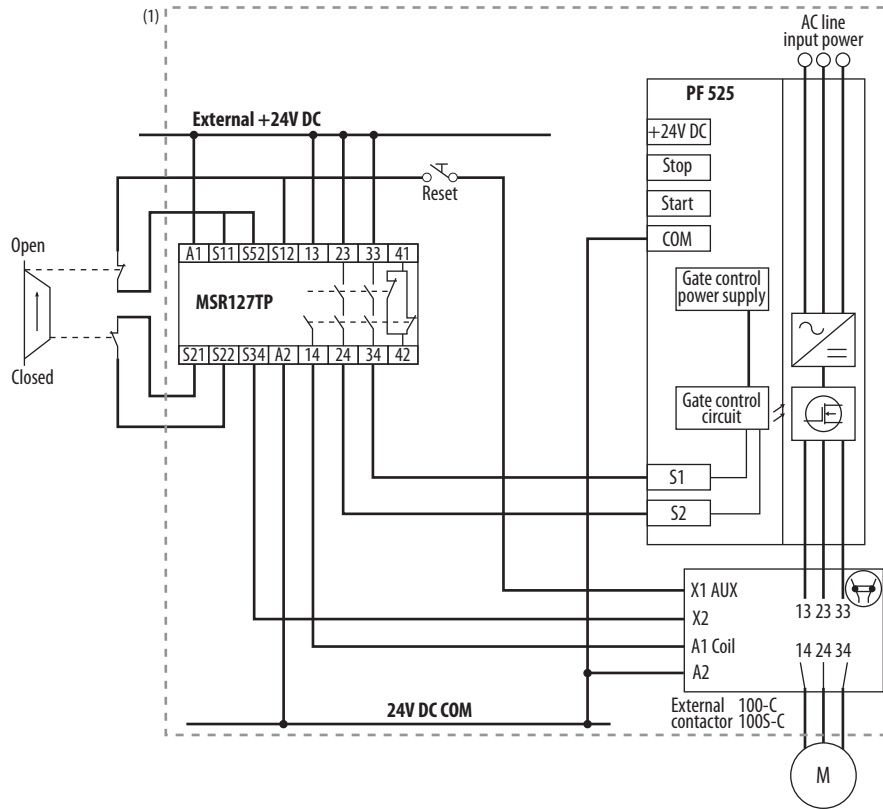 (1)
AC line
input power
PF 525
External +24V DC
+24V DC
Stop
Reset
Start
COM
Open
A1 S11 S52 S12 13 23 33 41
MSR127TP
Gate control
power supply
S21 S22 S34 A2 14 24 34 42
Closed
Gate control
circuit
S1
S2
X1 AUX
13 23 33
X2
A1 Coil
14 24 34
A2
24V DC COM
External 100-C
contactor 100S-C
M